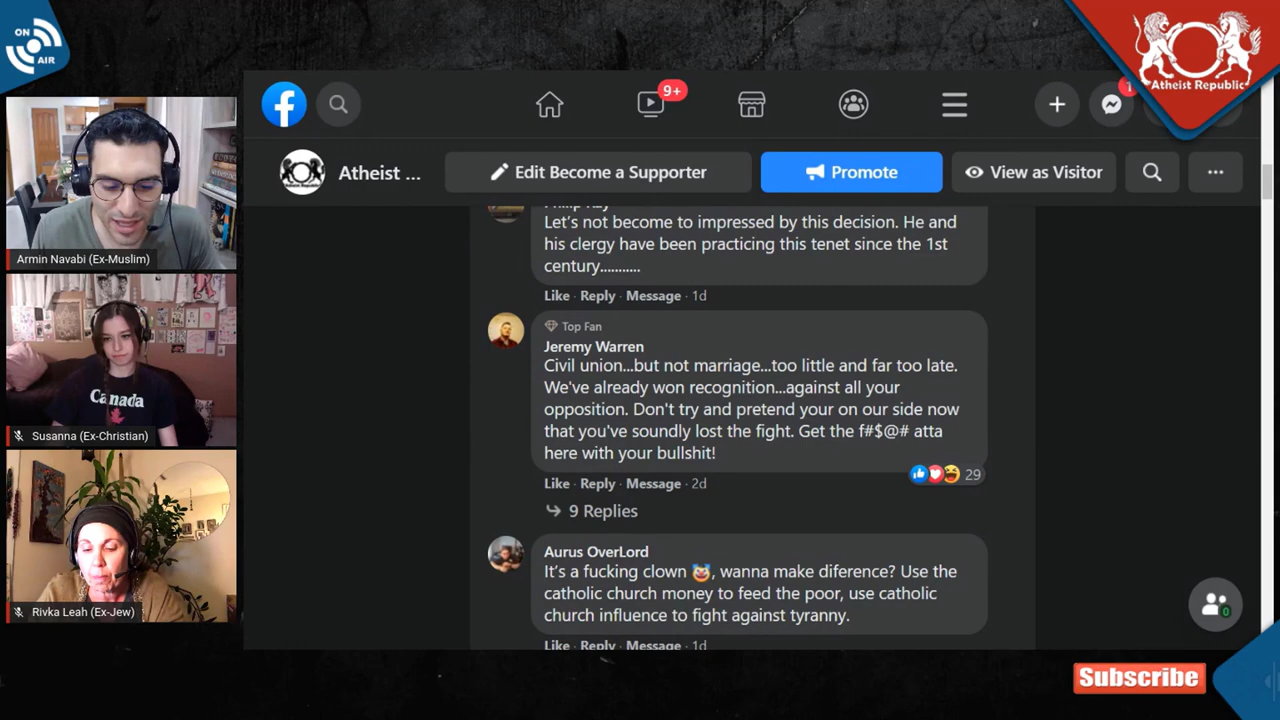 ON
AIR
Atheist Republic
9+
1
Atheist ...
Edit Become a Supporter
Promote
View as Visitor
...
Let's not become to impressed by this decision. He and
his clergy have been practicing this tenet since the 1st
century...........
Like · Reply · Message · 1d
Top Fan
Jeremy Warren
Civil union...but not marriage...too little and far too late.
We've already won recognition...against all your
opposition. Don't try and pretend your on our side now
that you've soundly lost the fight. Get the f#$@# atta
here with your bullshit!
29
Like · Reply · Message · 2d
9 Replies
Aurus OverLord
It's a fucking clown 🤡, wanna make diference? Use the
catholic church money to feed the poor, use catholic
church influence to fight against tyranny.
Like · Reply · Message · 1d
0
Armin Navabi (Ex-Muslim)
Canada
Susanna (Ex-Christian)
Rivka Leah (Ex-Jew)
Subscribe